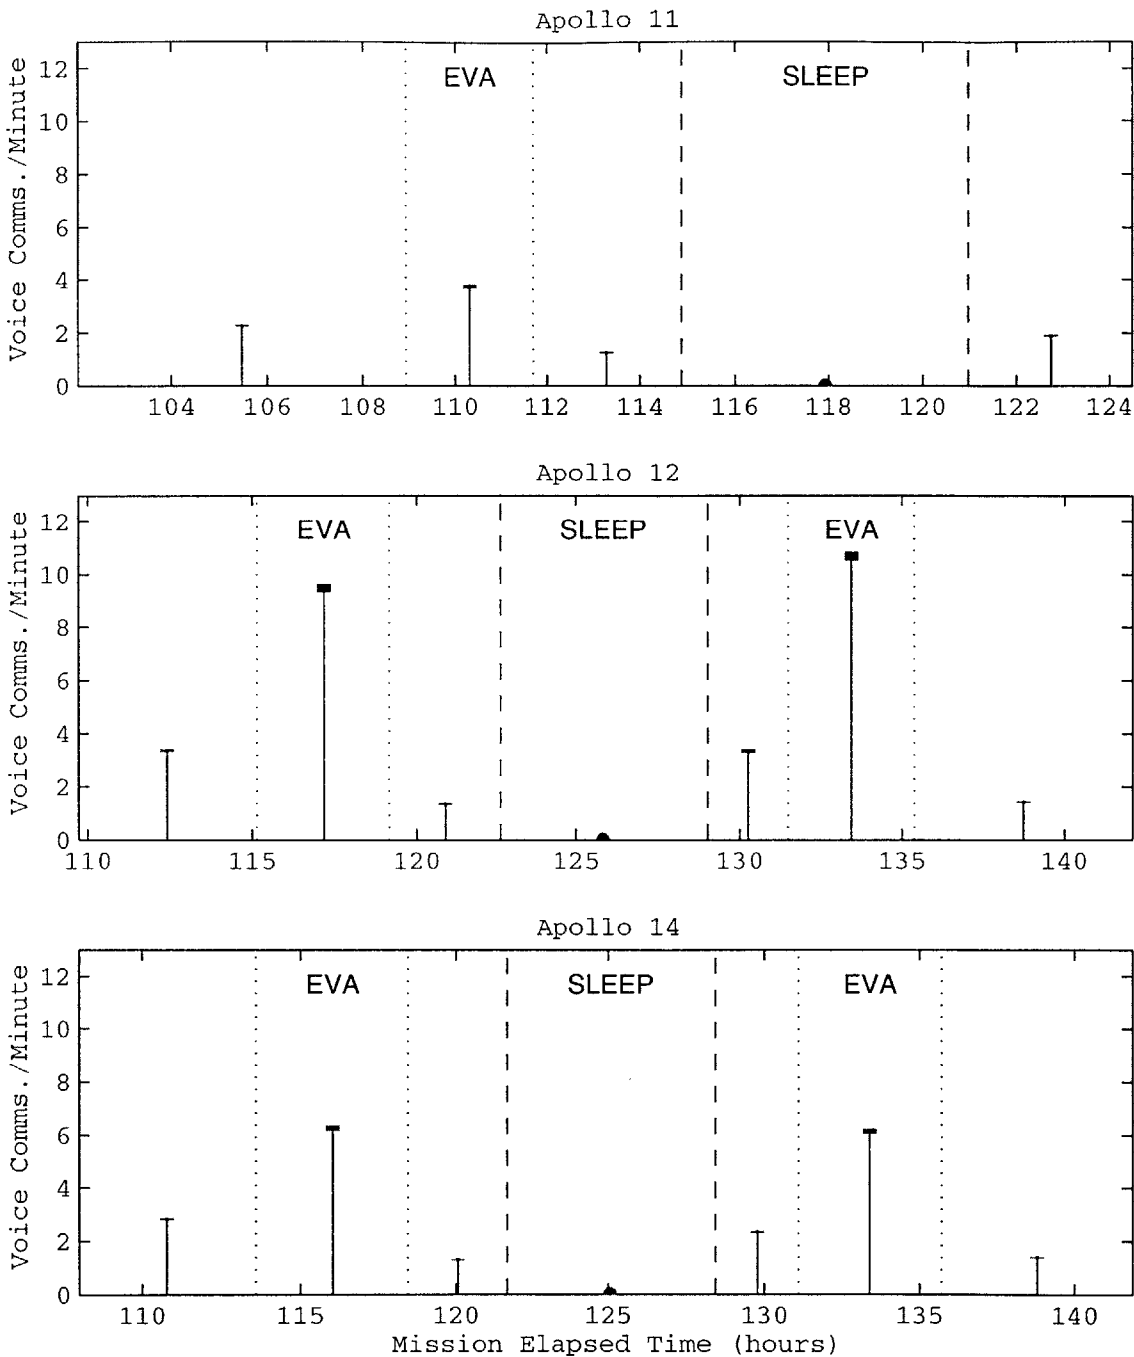 Apollo 11
Voice Comms./Minute
12
10
8
6
4
2
0
EVA
SLEEP
104 106 108 110 112 114 116 118 120 122 124
Apollo 12
Voice Comms./Minute
12
10
8
6
4
2
0
EVA
SLEEP
EVA
110 115 120 125 130 135 140
Apollo 14
Voice Comms./Minute
12
10
8
6
4
2
0
EVA
SLEEP
EVA
110 115 120 125 130 135 140
Mission Elapsed Time (hours)